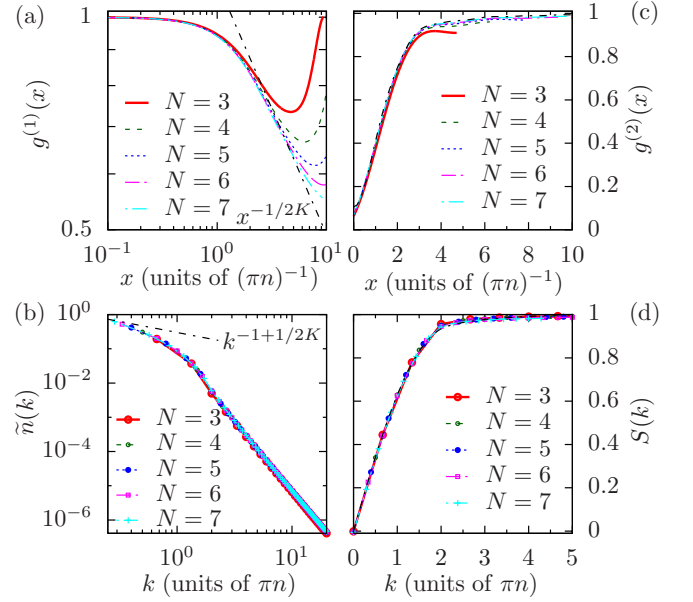 (a)
1
g^{(1)}(x)
0.5
N = 3
N = 4
N = 5
N = 6
N = 7
x^{-1/2K}
10^{-1} 10^0 10^1
x (units of (πn)^{-1})
(c)
1
0.8
0.6
0.4
0.2
0
g^{(2)}(x)
N = 3
N = 4
N = 5
N = 6
N = 7
0 2 4 6 8 10
x (units of (πn)^{-1})
(b)
10^0
10^{-2}
10^{-4}
10^{-6}
ñ(k)
k^{-1+1/2K}
N = 3
N = 4
N = 5
N = 6
N = 7
10^0 10^1
k (units of πn)
(d)
1
0.8
0.6
0.4
0.2
0
S(k)
N = 3
N = 4
N = 5
N = 6
N = 7
0 1 2 3 4 5
k (units of πn)